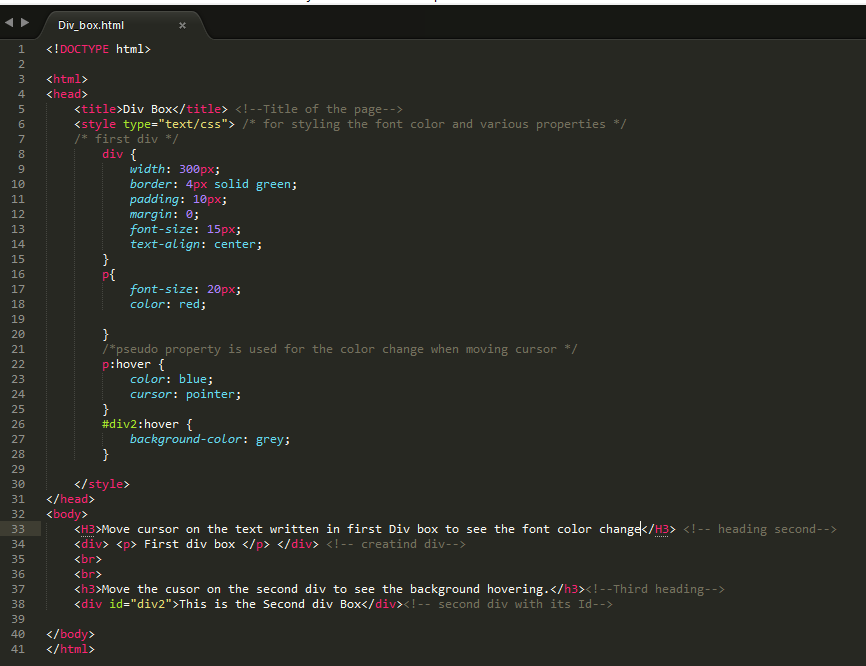 Div_box.html ×
1 <!DOCTYPE html>
2
3 <html>
4 <head>
5     <title>Div Box</title> <!--Title of the page-->
6     <style type="text/css"> /* for styling the font color and various properties */
7     /* first div */
8         div {
9             width: 300px;
10             border: 4px solid green;
11             padding: 10px;
12             margin: 0;
13             font-size: 15px;
14             text-align: center;
15         }
16         p{
17             font-size: 20px;
18             color: red;
19
20         }
21         /*pseudo property is used for the color change when moving cursor */
22         p:hover {
23             color: blue;
24             cursor: pointer;
25         }
26         #div2:hover {
27             background-color: grey;
28         }
29
30     </style>
31 </head>
32 <body>
33     <H3>Move cursor on the text written in first Div box to see the font color change</H3> <!-- heading second-->
34     <div> <p> First div box </p> </div> <!-- creatind div-->
35     <br>
36     <br>
37     <h3>Move the cusor on the second div to see the background hovering.</h3><!--Third heading-->
38     <div id="div2">This is the Second div Box</div><!-- second div with its Id-->
39
40 </body>
41 </html>